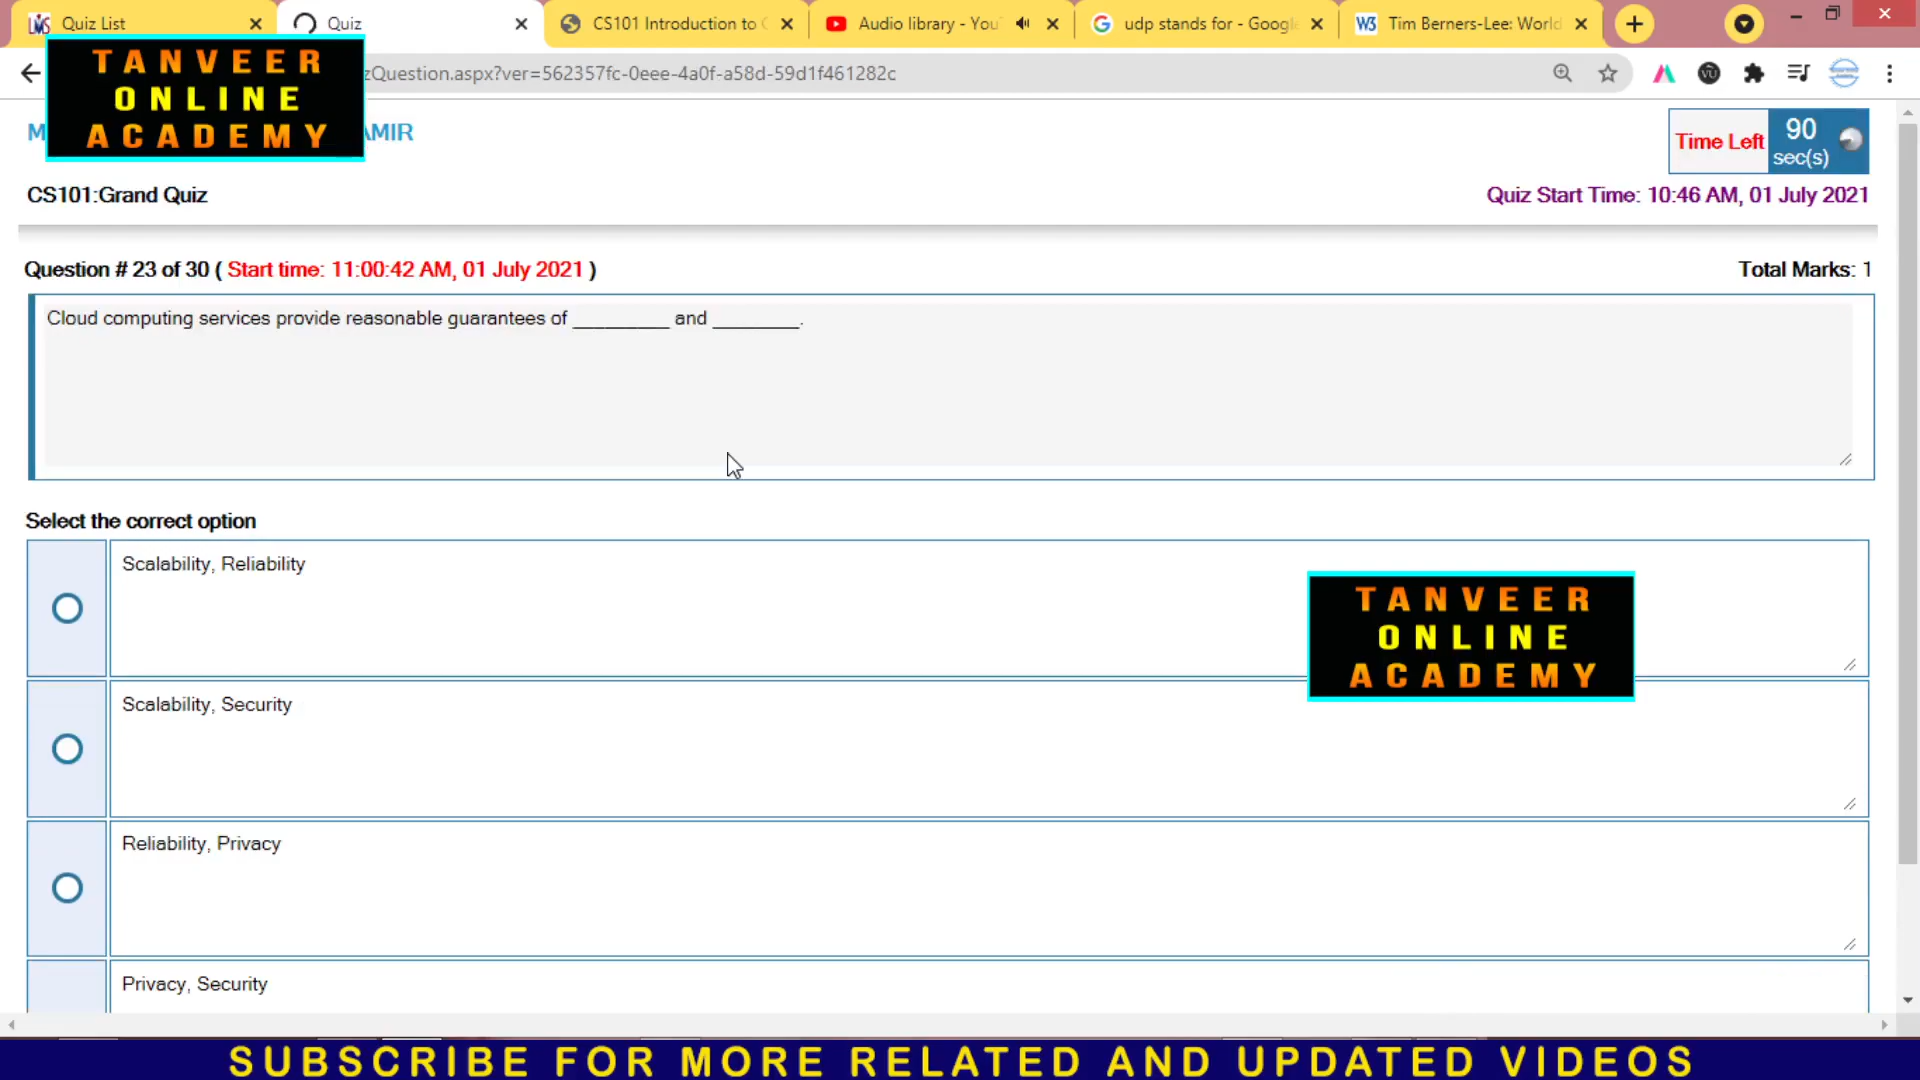 Quiz List
Quiz
CS101 Introduction to C
Audio library - You
udp stands for - Google
Tim Berners-Lee: World
zQuestion.aspx?ver=562357fc-0eee-4a0f-a58d-59d1f461282c
TANVEER
ONLINE
ACADEMY
M
AMIR
Time Left
90
sec(s)
CS101:Grand Quiz
Quiz Start Time: 10:46 AM, 01 July 2021
Question # 23 of 30 ( Start time: 11:00:42 AM, 01 July 2021 )
Total Marks: 1
Cloud computing services provide reasonable guarantees of _________ and ________.
Select the correct option
Scalability, Reliability
Scalability, Security
Reliability, Privacy
Privacy, Security
TANVEER
ONLINE
ACADEMY
SUBSCRIBE FOR MORE RELATED AND UPDATED VIDEOS